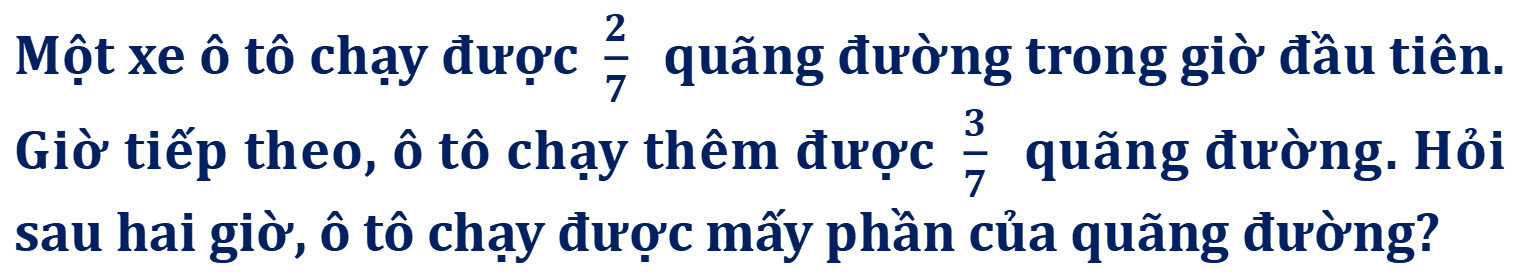 Một xe ô tô chạy được 2/7 quãng đường trong giờ đầu tiên.
Giờ tiếp theo, ô tô chạy thêm được 3/7 quãng đường. Hỏi
sau hai giờ, ô tô chạy được mấy phần của quãng đường?